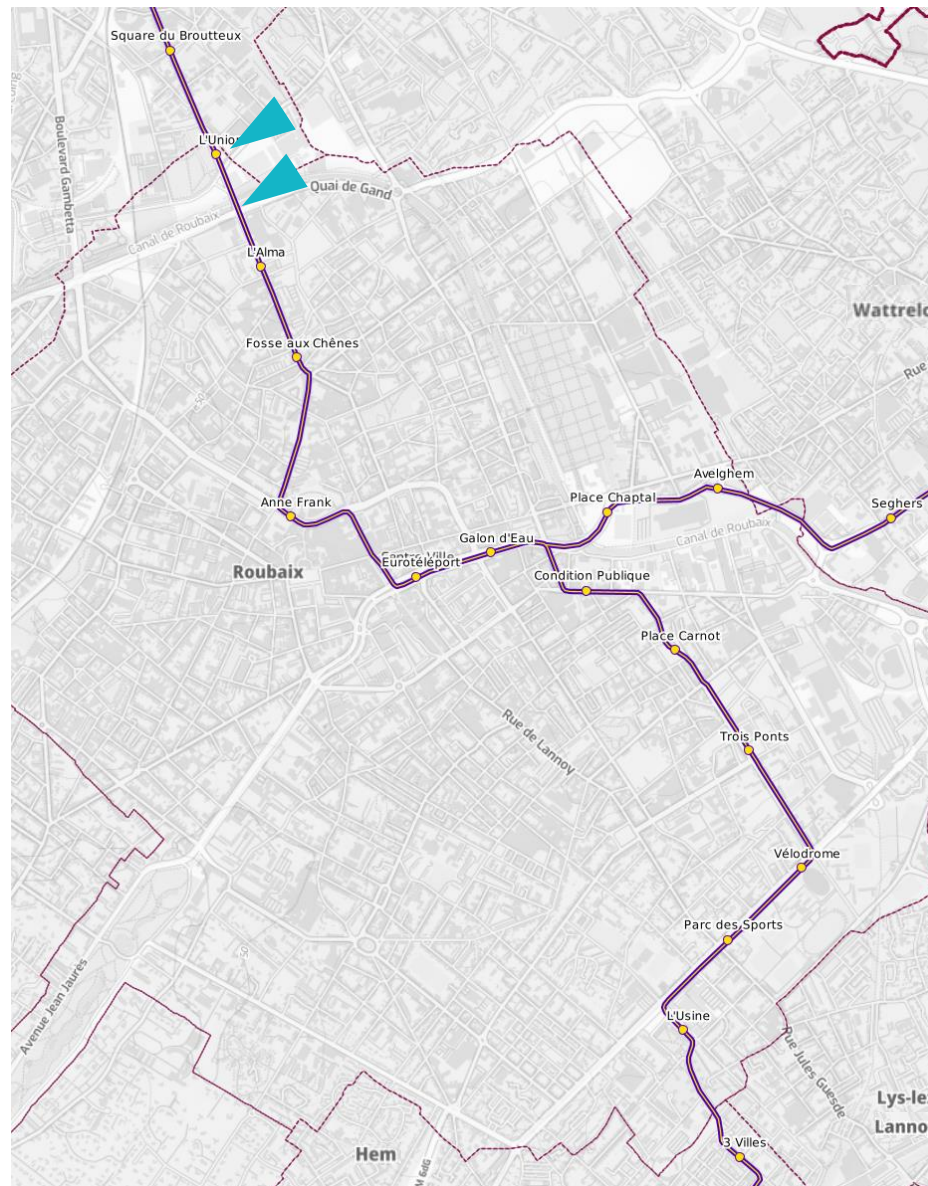 Square du Broutteux
Boulevard Gambetta
L'Union
Quai de Gand
Canal de Roubaix
L'Alma
Wattrelo
Fosse aux Chênes
Rue
Avelghem
Place Chaptal
Seghers
Anne Frank
Canal de Roubaix
Galon d'Eau
Centre Ville
Eurotéléport
Roubaix
Condition Publique
Place Carnot
Rue de Lannoy
Trois Ponts
Vélodrome
Parc des Sports
Avenue Jean Jaurès
L'Usine
Rue Jules Guesde
Lys-lez
Lanno
3 Villes
Hem
M 6dG